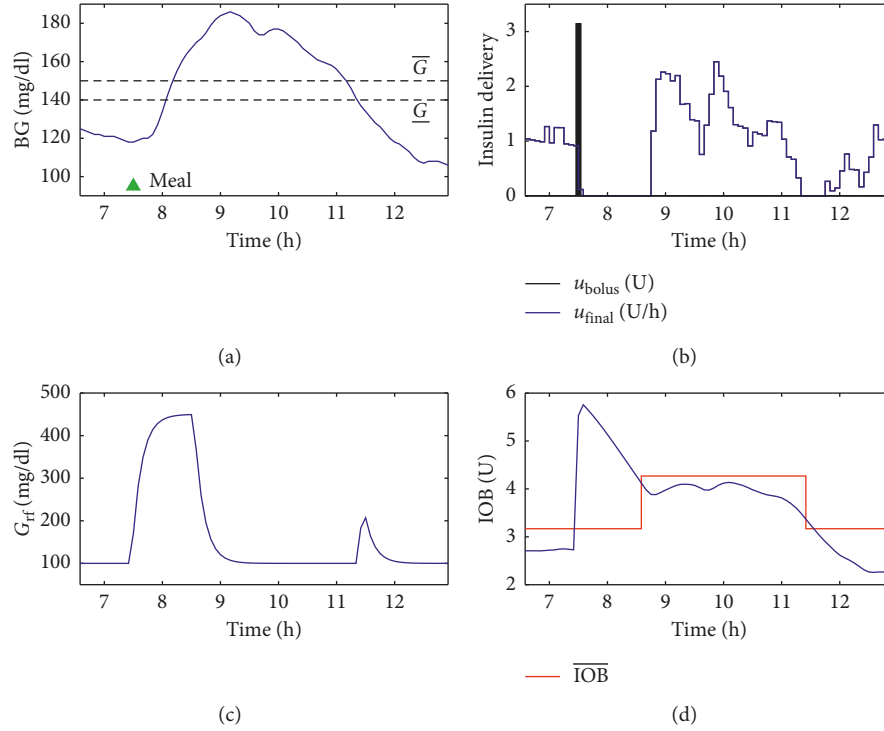 180
160
140
120
100
BG (mg/dl)
G
G
Meal
7 8 9 10 11 12
Time (h)
(a)
3
2
1
0
Insulin delivery
7 8 9 10 11 12
Time (h)
u_bolus (U)
u_final (U/h)
(b)
500
400
300
200
100
G_rf (mg/dl)
7 8 9 10 11 12
Time (h)
(c)
6
5
4
3
2
IOB (U)
7 8 9 10 11 12
Time (h)
IOB
(d)